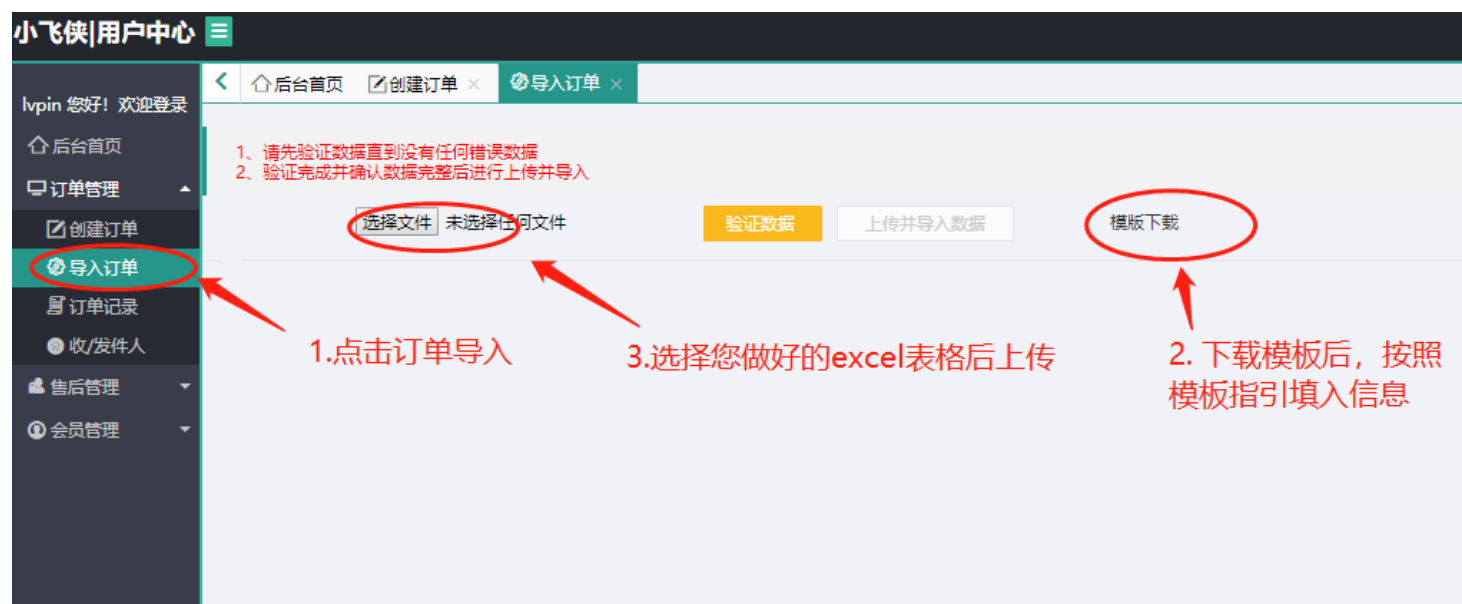 小飞侠|用户中心
lvpin 您好！欢迎登录
后台首页
订单管理
创建订单
导入订单
订单记录
收/发件人
售后管理
会员管理
后台首页
创建订单
导入订单
1、请先验证数据直到没有任何错误数据
2、验证完成并确认数据完整后进行上传并导入
选择文件 未选择任何文件
验证数据
上传并导入数据
模版下载
1.点击订单导入
3.选择您做好的excel表格后上传
2. 下载模板后，按照
模板指引填入信息